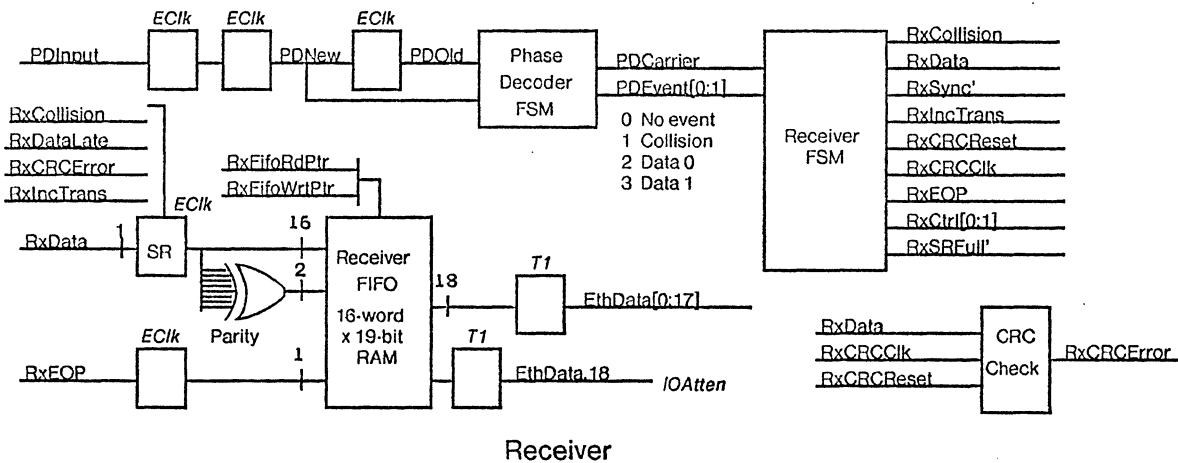 EClk
EClk
EClk
PDInput
PDNew
PDOld
Phase
Decoder
FSM
PDCarrier
PDEvent[0:1]
0 No event
1 Collision
2 Data 0
3 Data 1
Receiver
FSM
RxCollision
RxData
RxSync'
RxIncTrans
RxCRCReset
RxCRCClk
RxEOP
RxCtrl[0:1]
RxSRFull'
RxCollision
RxDataLate
RxCRCError
RxIncTrans
RxFifoRdPtr
RxFifoWrtPtr
EClk
RxData
1
SR
16
2
Parity
Receiver
FIFO
16-word
x 19-bit
RAM
18
T1
EthData[0:17]
EClk
RxEOP
1
T1
EthData.18
IOAtten
RxData
RxCRCClk
RxCRCReset
CRC
Check
RxCRCError
Receiver